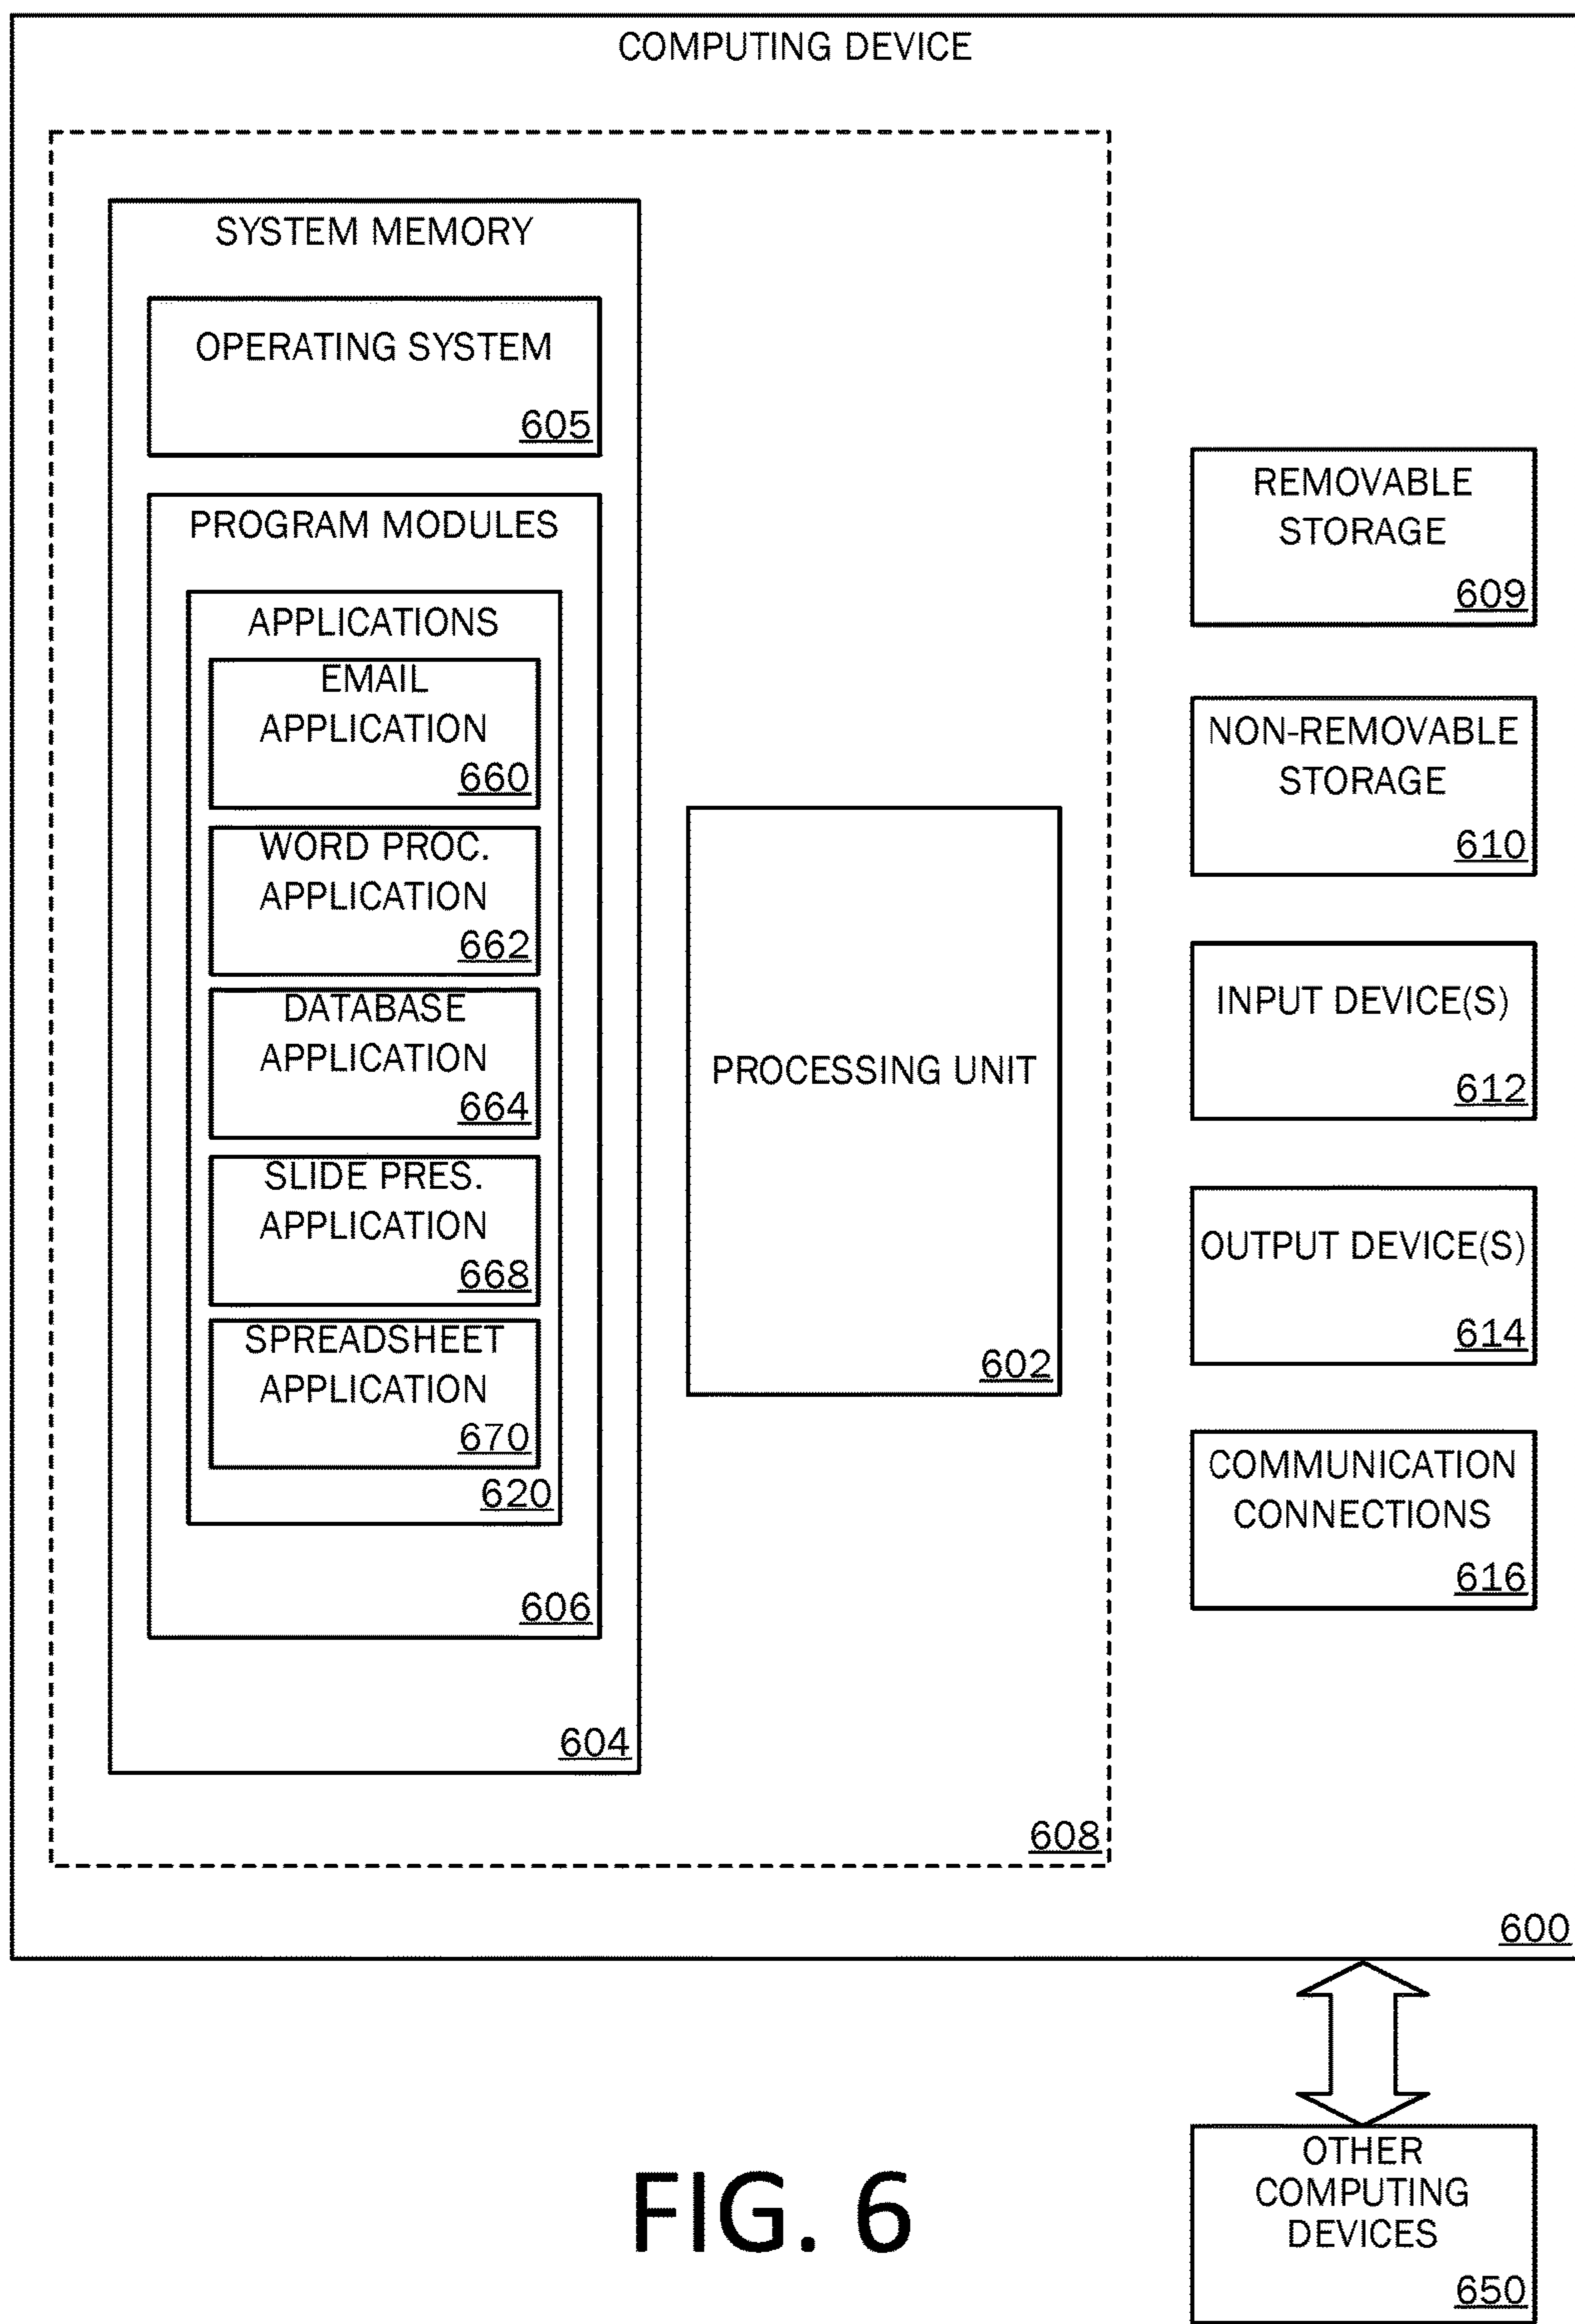 COMPUTING DEVICE
SYSTEM MEMORY
OPERATING SYSTEM
605
PROGRAM MODULES
APPLICATIONS
EMAIL
APPLICATION
660
WORD PROC.
APPLICATION
662
DATABASE
APPLICATION
664
SLIDE PRES.
APPLICATION
668
SPREADSHEET
APPLICATION
670
620
606
604
PROCESSING UNIT
602
608
REMOVABLE
STORAGE
609
NON-REMOVABLE
STORAGE
610
INPUT DEVICE(S)
612
OUTPUT DEVICE(S)
614
COMMUNICATION
CONNECTIONS
616
600
OTHER
COMPUTING
DEVICES
650
FIG. 6